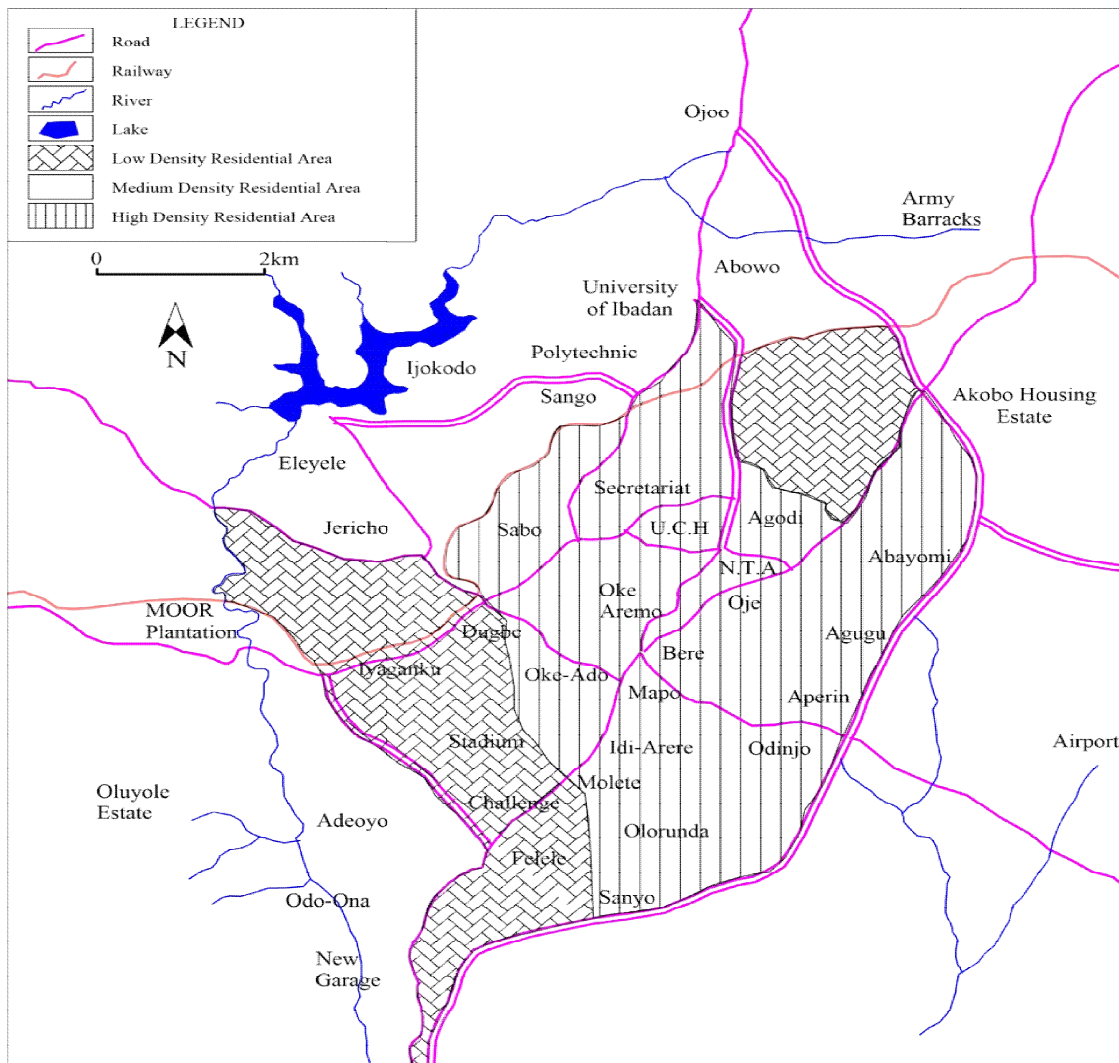 LEGEND
Road
Railway
River
Lake
Low Density Residential Area
Medium Density Residential Area
High Density Residential Area
0 2km
N
Ojoo
Army
Barracks
Abowo
University
of Ibadan
Polytechnic
Ijokodo
Sango
Akobo Housing
Estate
Eleyele
Secretariat
Jericho
Sabo
U.C.H
Agodi
Abayomi
N.T.A
Oke
Aremo
Oje
MOOR
Plantation
Dugbe
Agugu
Bere
Iyaganku
Oke-Ado
Mapo
Aperin
Stadium
Idi-Arere
Odinjo
Airport
Molete
Oluyole
Estate
Challenge
Adeoyo
Olorunda
Felele
Odo-Ona
Sanyo
New
Garage